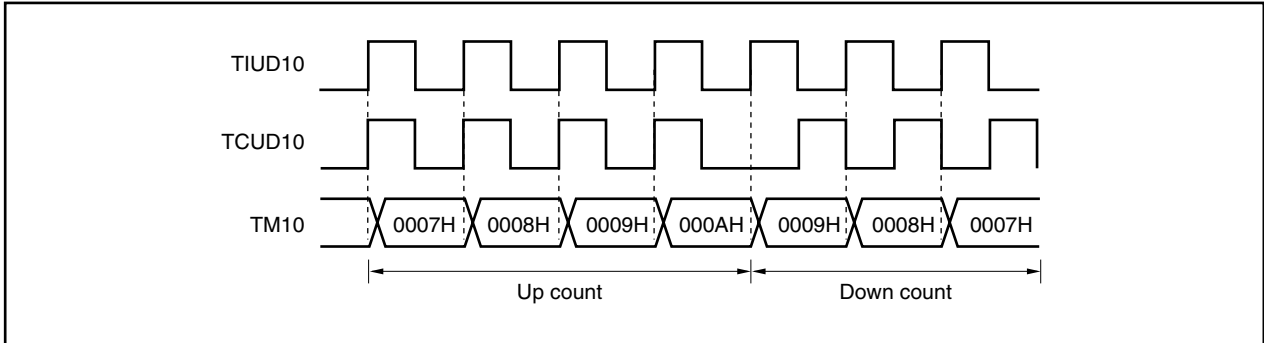 TIUD10
TCUD10
TM10 0007H 0008H 0009H 000AH 0009H 0008H 0007H
Up count Down count